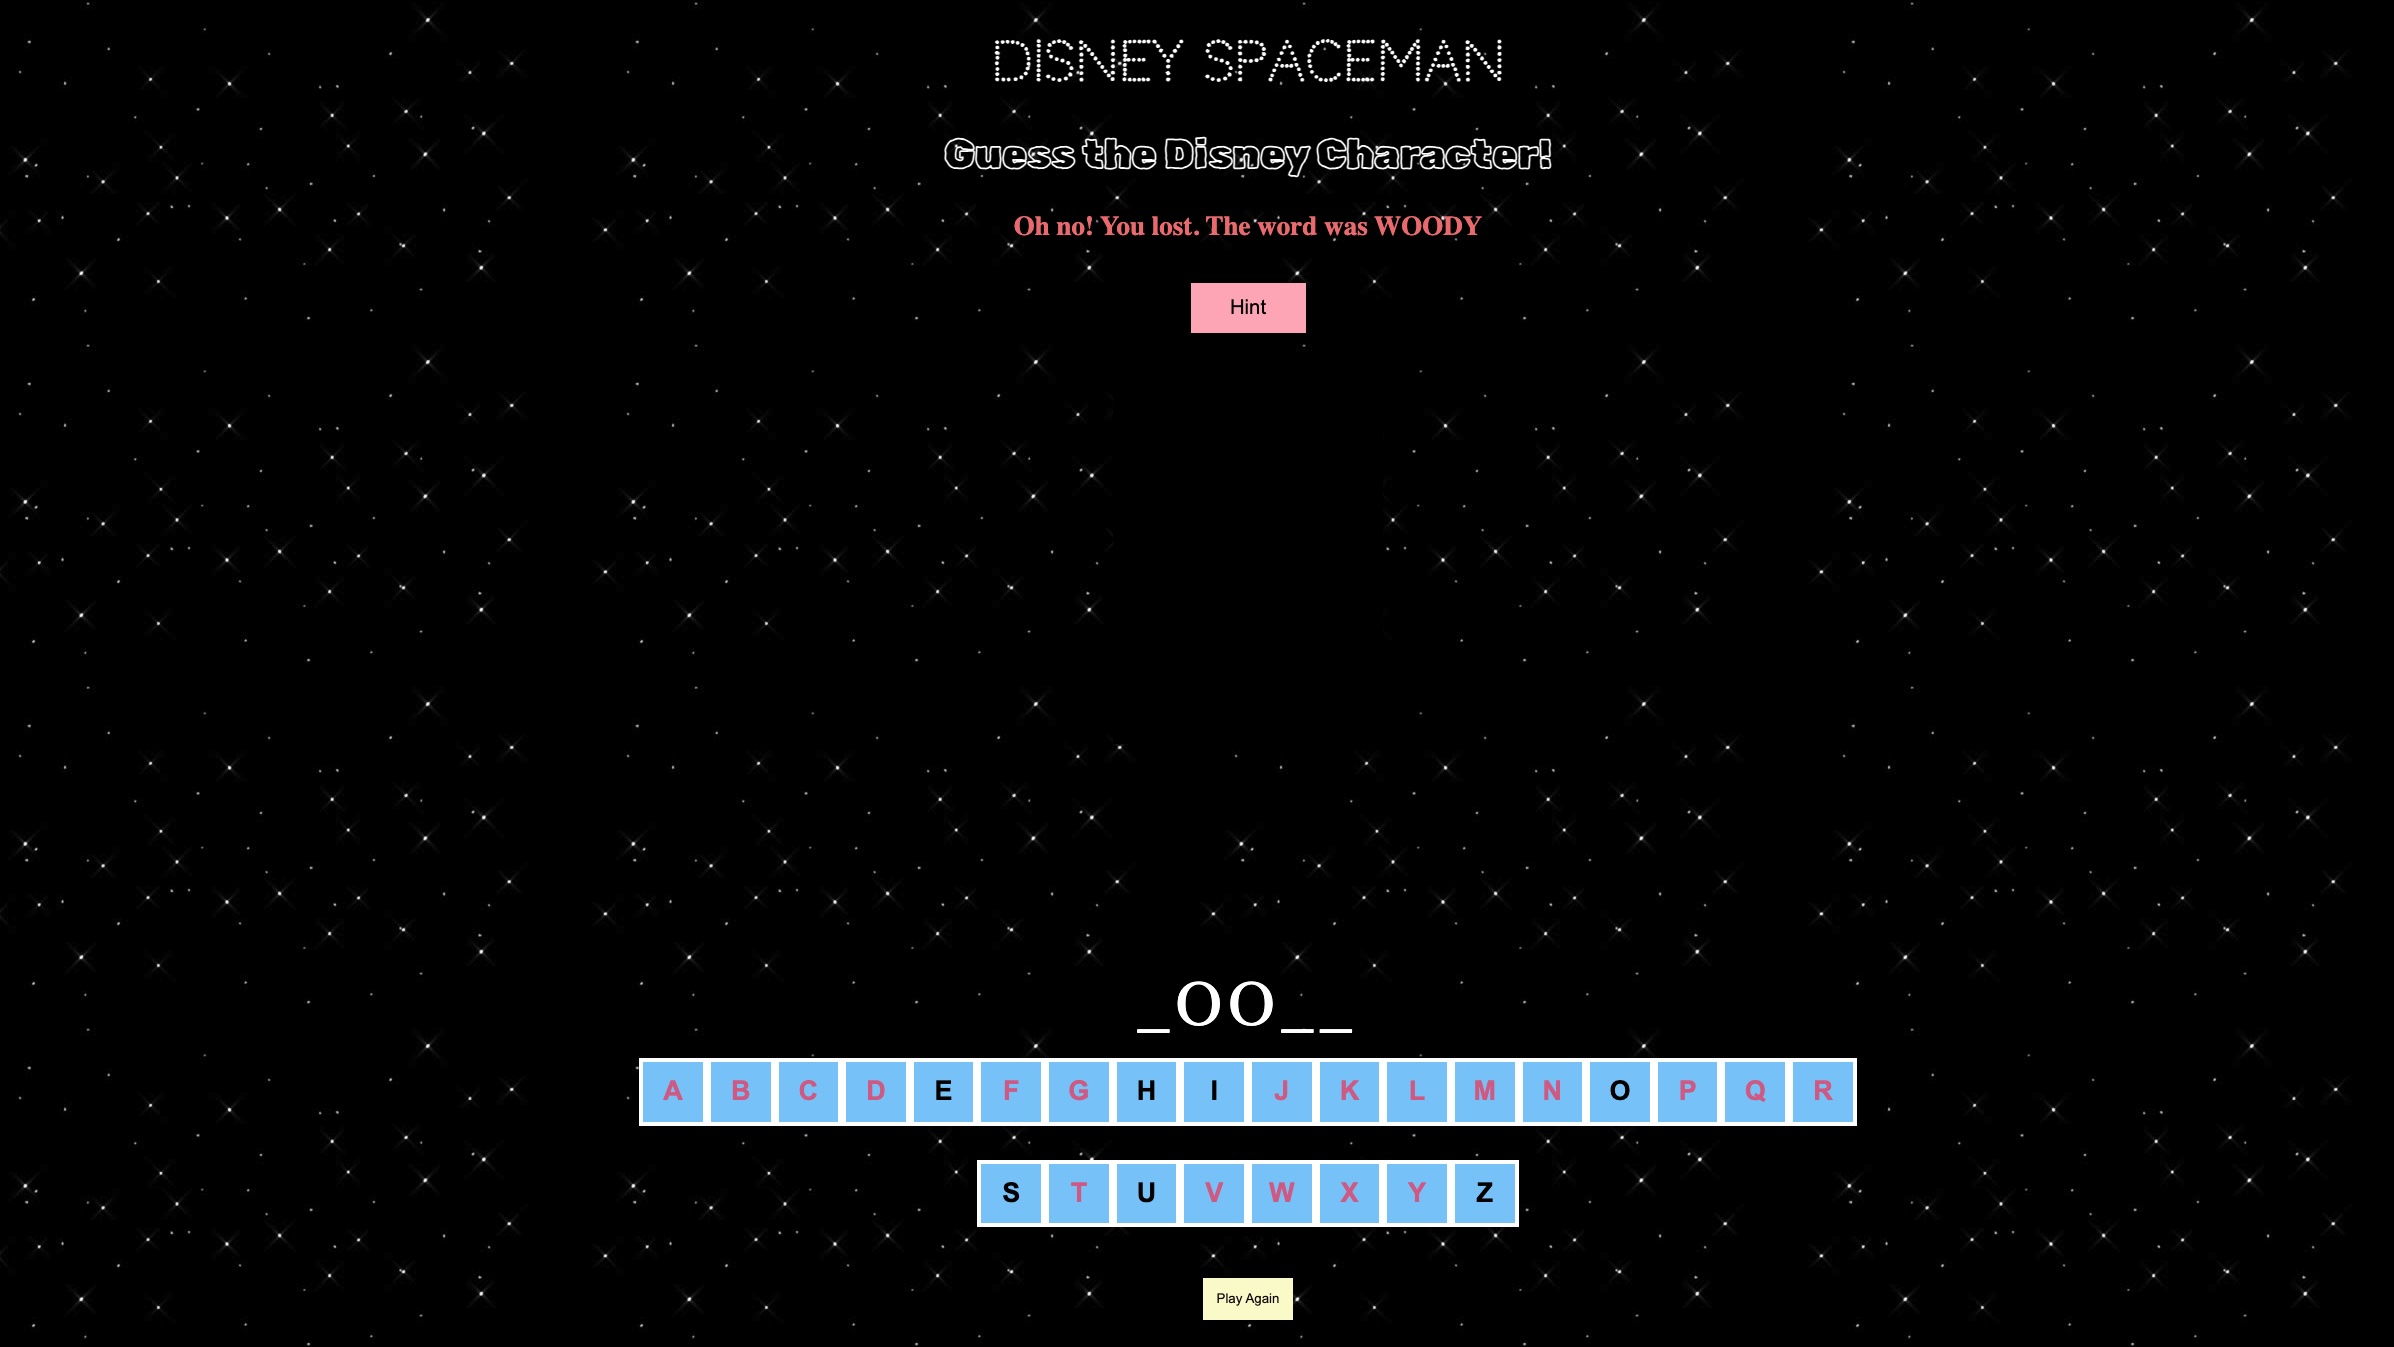 DISNEY SPACEMAN
Guess the Disney Character!
Oh no! You lost. The word was WOODY
Hint
_OO__
A B C D E F G H I J K L M N O P Q R
S T U V W X Y Z
Play Again